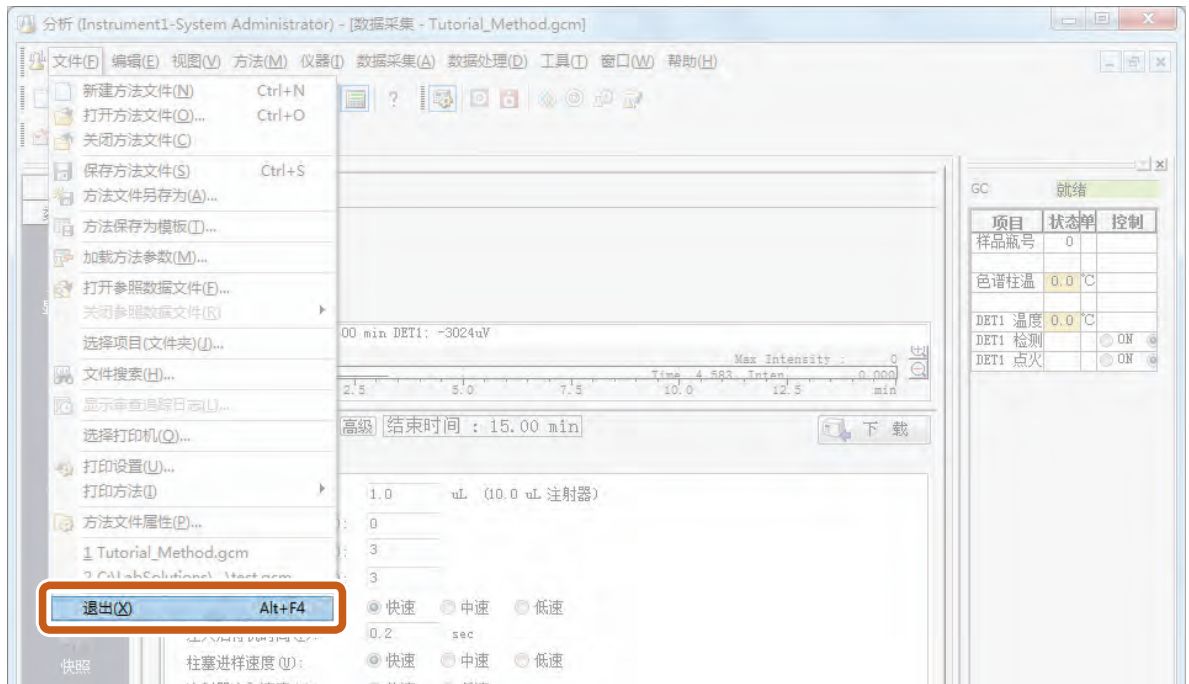 分析 (Instrument1-System Administrator) - [数据采集 - Tutorial_Method.gcm]
文件(F) 编辑(E) 视图(V) 方法(M) 仪器(I) 数据采集(A) 数据处理(D) 工具(T) 窗口(W) 帮助(H)
新建方法文件(N) Ctrl+N
打开方法文件(O)... Ctrl+O
关闭方法文件(C)
保存方法文件(S) Ctrl+S
方法文件另存为(A)...
方法保存为模板(T)...
加载方法参数(M)...
打开参照数据文件(F)...
关闭参照数据文件(R)
选择项目(文件夹)(J)...
文件搜索(H)...
显示审查追踪日志(L)...
选择打印机(Q)...
打印设置(U)...
打印方法(I)
方法文件属性(P)...
1 Tutorial_Method.gcm
2 C:\LabSolutions\...\test.gcm
退出(X) Alt+F4
快照
00 min DET1: -3024uV
Max Intensity : 0
Time 4.583 Inten. 0.000
2.5 5.0 7.5 10.0 12.5 min
高级 结束时间 : 15.00 min 下 载
1.0 uL (10.0 uL 注射器)
): 0
): 3
): 3
快速 中速 低速
0.2 sec
柱塞进样速度(U): 快速 中速 低速
GC 就绪
项目 状态 单 控制
样品瓶号 0
色谱柱温 0.0 °C
DET1 温度 0.0 °C
DET1 检测 ON
DET1 点火 ON